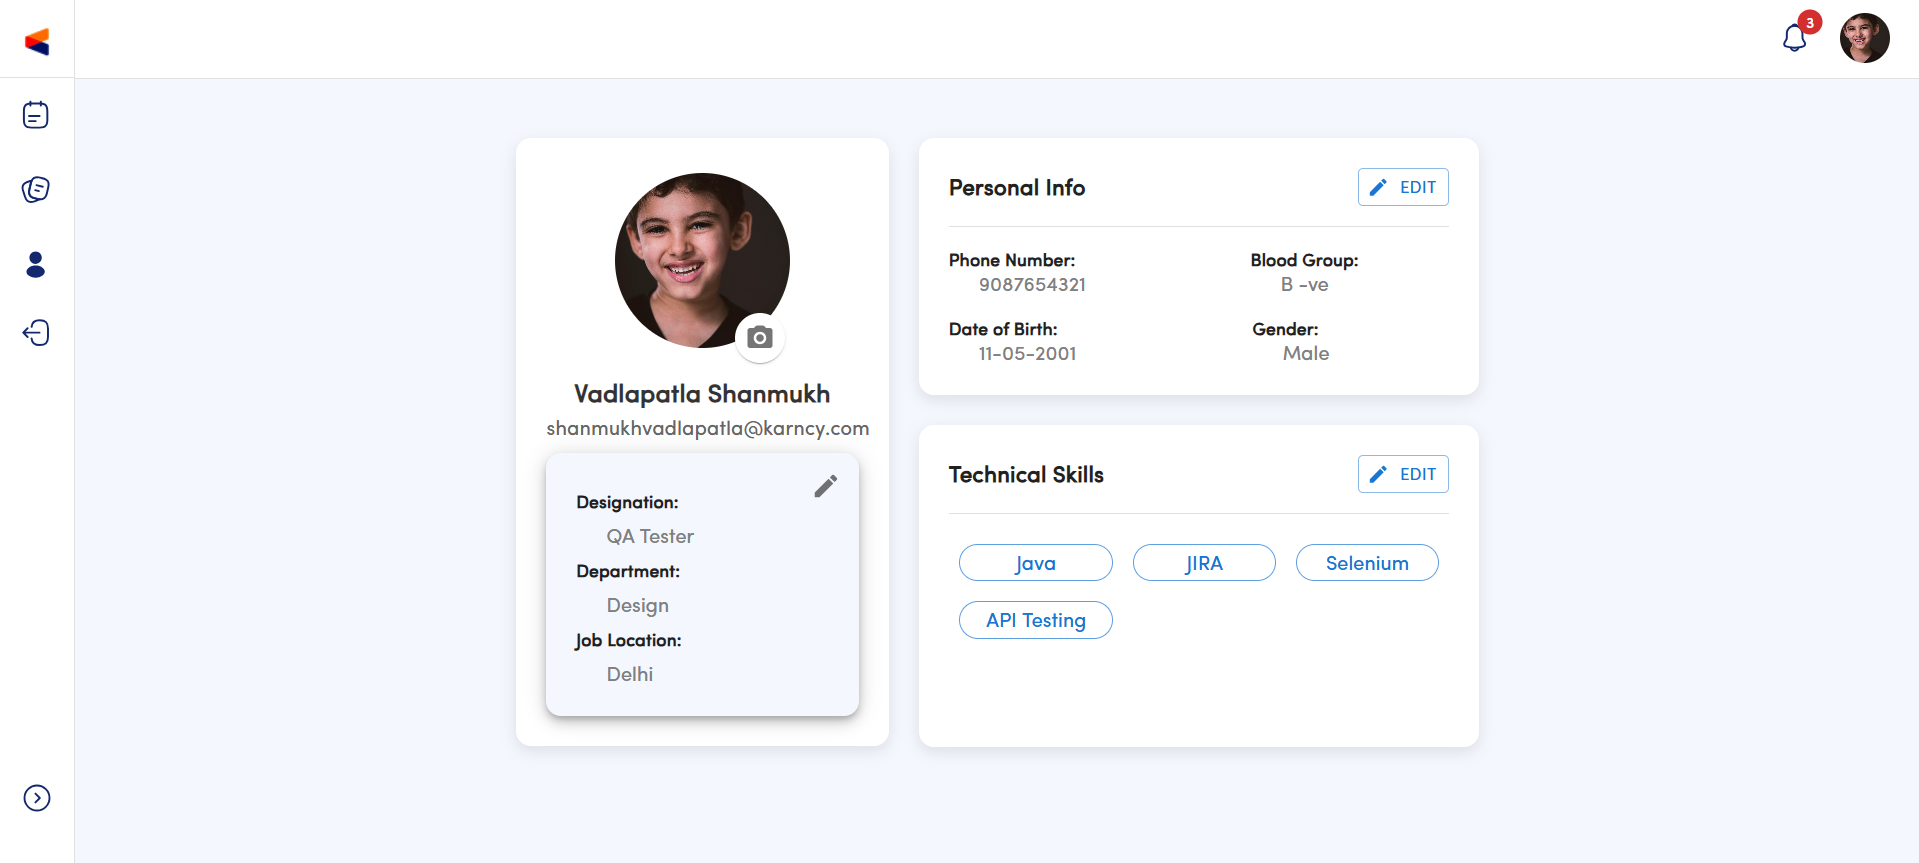 3
Vadlapatla Shanmukh
shanmukhvadlapatla@karncy.com
Designation:
QA Tester
Department:
Design
Job Location:
Delhi
Personal Info
EDIT
Phone Number:
9087654321
Blood Group:
B -ve
Date of Birth:
11-05-2001
Gender:
Male
Technical Skills
EDIT
Java
JIRA
Selenium
API Testing